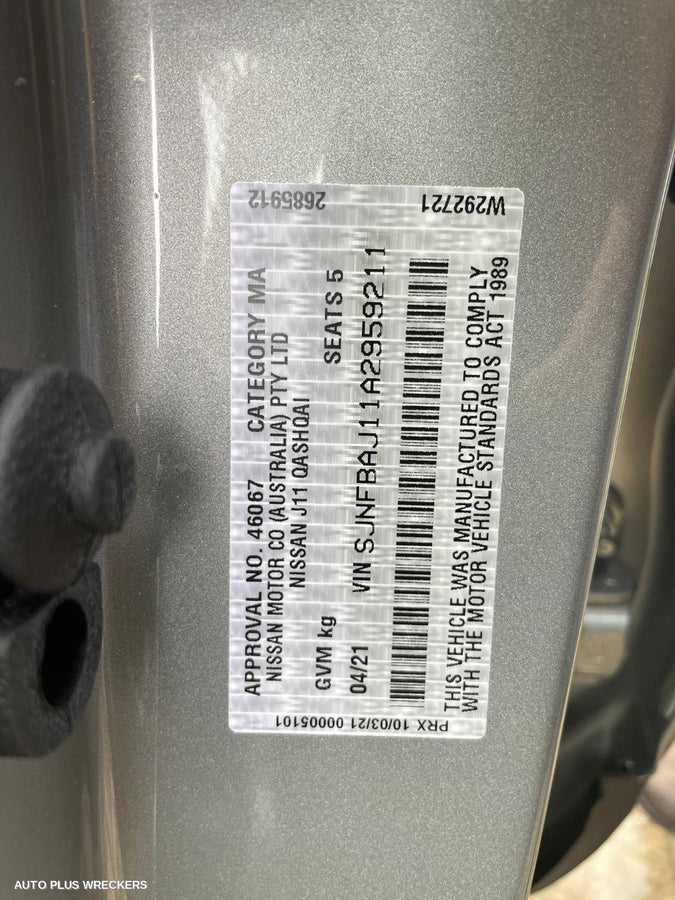 2685912
W292721
APPROVAL NO. 46067 CATEGORY MA
NISSAN MOTOR CO (AUSTRALIA) PTY LTD
NISSAN J11 QASHQAI
GVM kg SEATS 5
04/21 VIN SJNFBAJ11A2959211
THIS VEHICLE WAS MANUFACTURED TO COMPLY
WITH THE MOTOR VEHICLE STANDARDS ACT 1989
PRX 10/03/21 00005101
AUTO PLUS WRECKERS